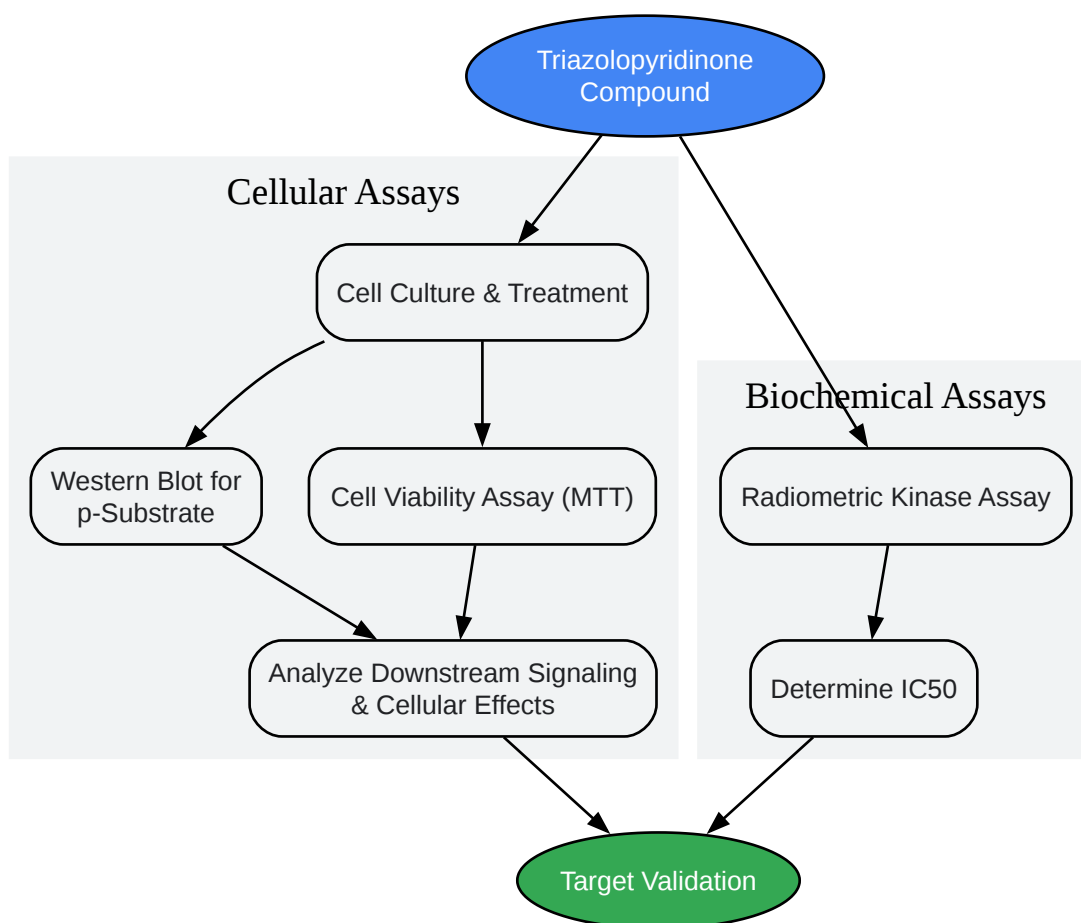 Triazolopyridinone
Compound
Cellular Assays
Cell Culture & Treatment
Biochemical Assays
Western Blot for
p-Substrate
Cell Viability Assay (MTT)
Radiometric Kinase Assay
Analyze Downstream Signaling
& Cellular Effects
Determine IC50
Target Validation